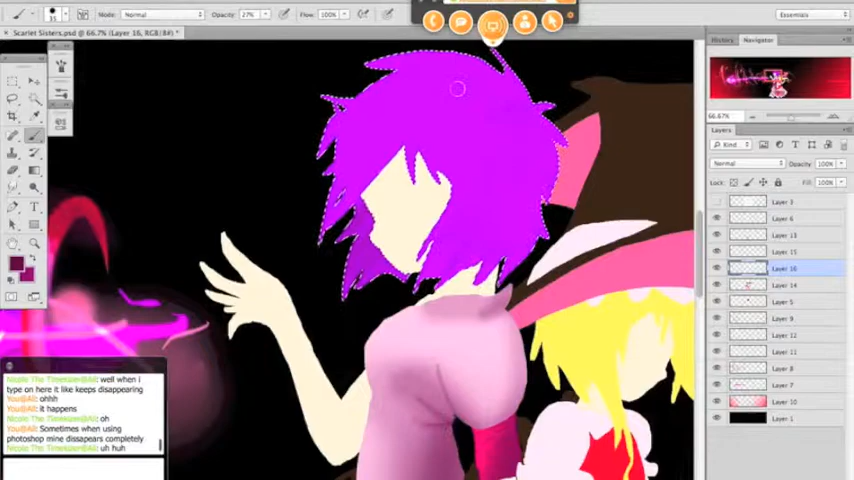 Mode: Normal Opacity: 27% Flow: 100% Essentials
Scarlet Sisters.psd @ 66.7% (Layer 16, RGB/8#) *
History Navigator
66.67%
Layers
Kind
Normal Opacity: 100%
Lock: Fill: 100%
Layer 3
Layer 6
Layer 13
Layer 15
Layer 16
Layer 14
Layer 5
Layer 9
Layer 12
Layer 11
Layer 8
Layer 7
Layer 10
Layer 1
Nicole The Timelizer@All: well when i
type on here it like keeps disappearing
You@All: ohhh
You@All: it happens
Nicole The Timelizer@All: oh
You@All: Sometimes when using
photoshop mine dissapears completely
Nicole The Timelizer@All: uh huh